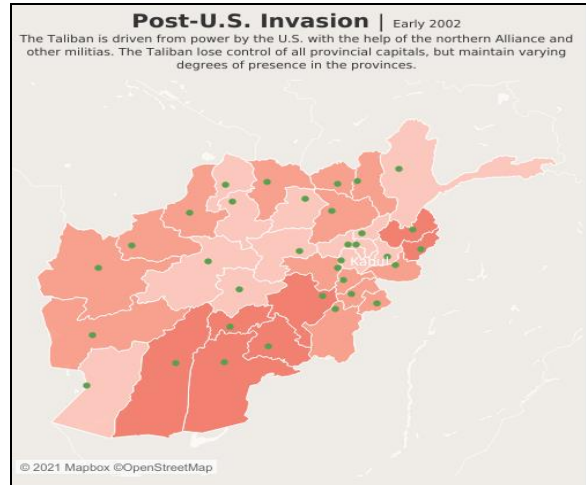 Post-U.S. Invasion | Early 2002
The Taliban is driven from power by the U.S. with the help of the northern Alliance and
other militias. The Taliban lose control of all provincial capitals, but maintain varying
degrees of presence in the provinces.
Kabul
© 2021 Mapbox ©OpenStreetMap